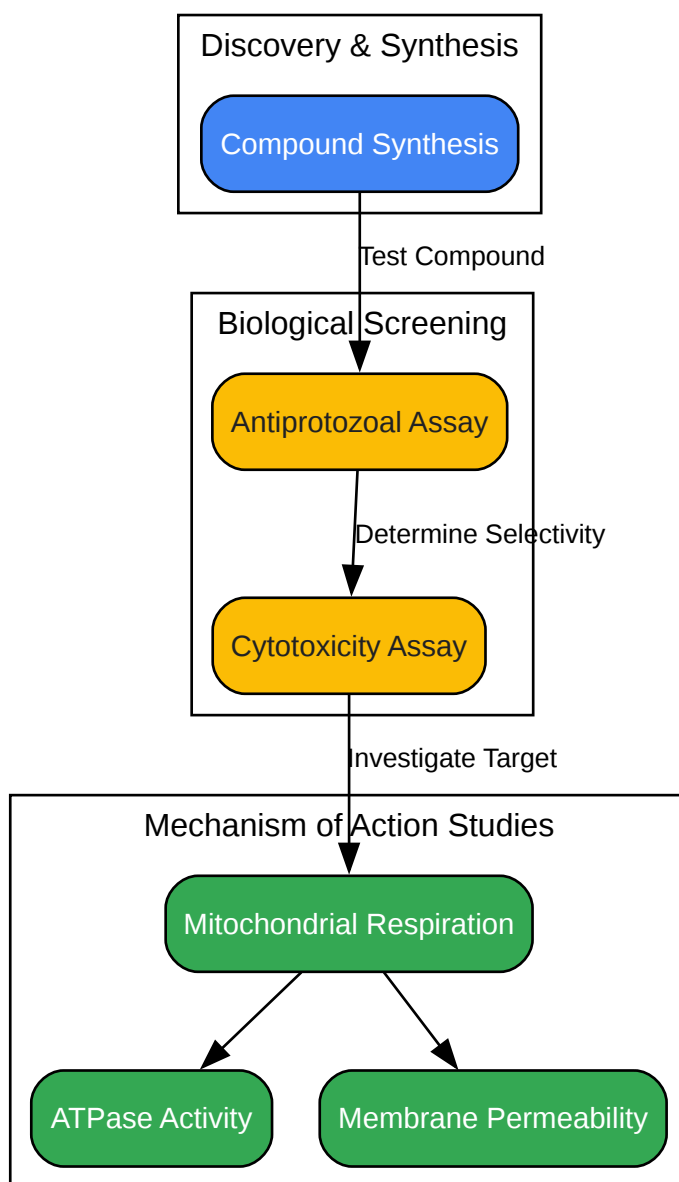 Discovery & Synthesis
Compound Synthesis
Test Compound
Biological Screening
Antiprotozoal Assay
Determine Selectivity
Cytotoxicity Assay
Investigate Target
Mechanism of Action Studies
Mitochondrial Respiration
ATPase Activity
Membrane Permeability